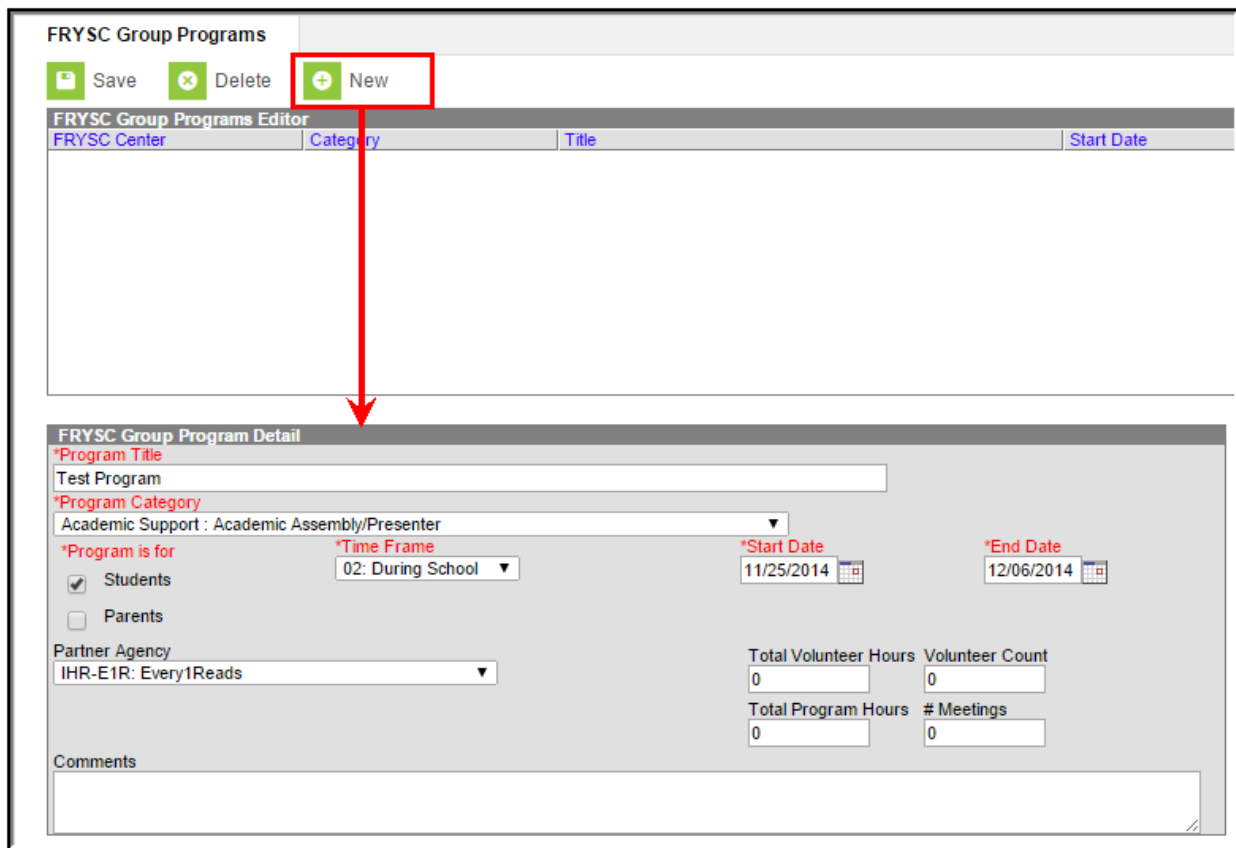 FRYSC Group Programs
Save Delete New
FRYSC Group Programs Editor
FRYSC Center Category Title Start Date
FRYSC Group Program Detail
*Program Title
Test Program
*Program Category
Academic Support : Academic Assembly/Presenter
*Program is for *Time Frame *Start Date *End Date
Students 02: During School 11/25/2014 12/06/2014
Parents
Partner Agency Total Volunteer Hours Volunteer Count
IHR-E1R: Every1Reads 0 0
Total Program Hours # Meetings
0 0
Comments